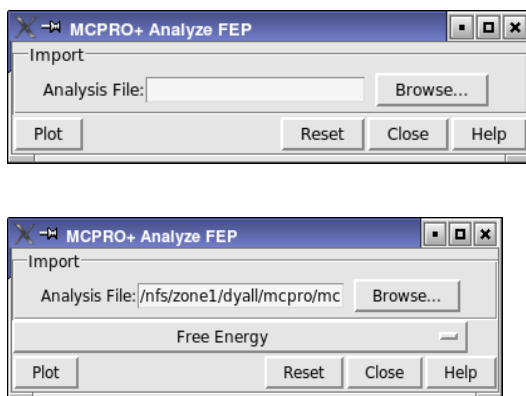 MCPRO+ Analyze FEP
Import
Analysis File: Browse...
Plot Reset Close Help
MCPRO+ Analyze FEP
Import
Analysis File: /nfs/zone1/dyall/mcpro/mc Browse...
Free Energy
Plot Reset Close Help